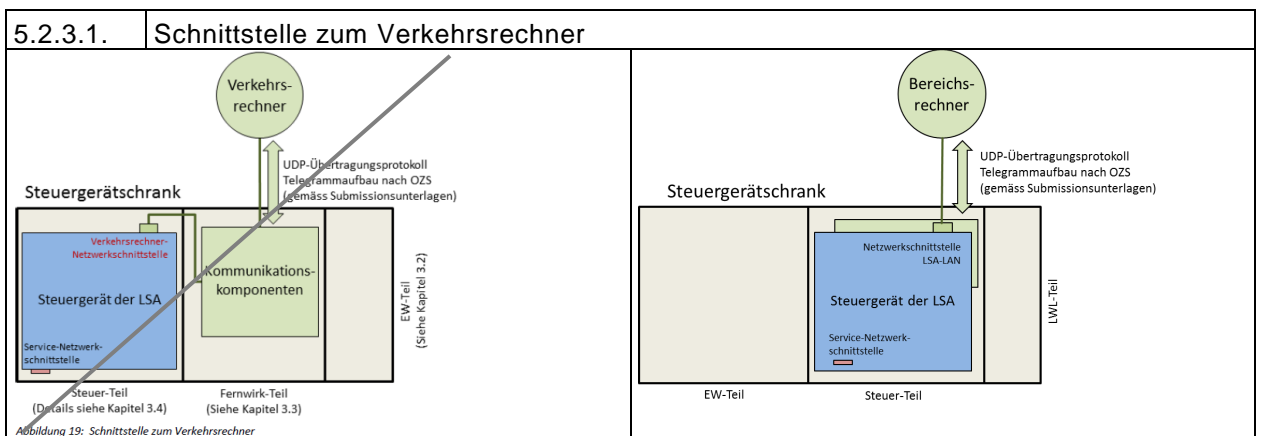 5.2.3.1. Schnittstelle zum Verkehrsrechner
Verkehrs-
rechner
UDP-Übertragungsprotokoll
Telegrammaufbau nach OZS
(gemäss Submissionsunterlagen)
Steuergerätschrank
Verkehrsrechner-
Netzwerkschnittstelle
Steuergerät der LSA
Service-Netzwerk-
schnittstelle
Kommunikations-
komponenten
EW-Teil
(Siehe Kapitel 3.2)
Steuer-Teil
(Details siehe Kapitel 3.4)
Fernwirk-Teil
(Siehe Kapitel 3.3)
Abbildung 19: Schnittstelle zum Verkehrsrechner
Bereichs-
rechner
UDP-Übertragungsprotokoll
Telegrammaufbau nach OZS
(gemäss Submissionsunterlagen)
Steuergerätschrank
Netzwerkschnittstelle
LSA-LAN
Steuergerät der LSA
Service-Netzwerk-
schnittstelle
LWL-Teil
EW-Teil
Steuer-Teil